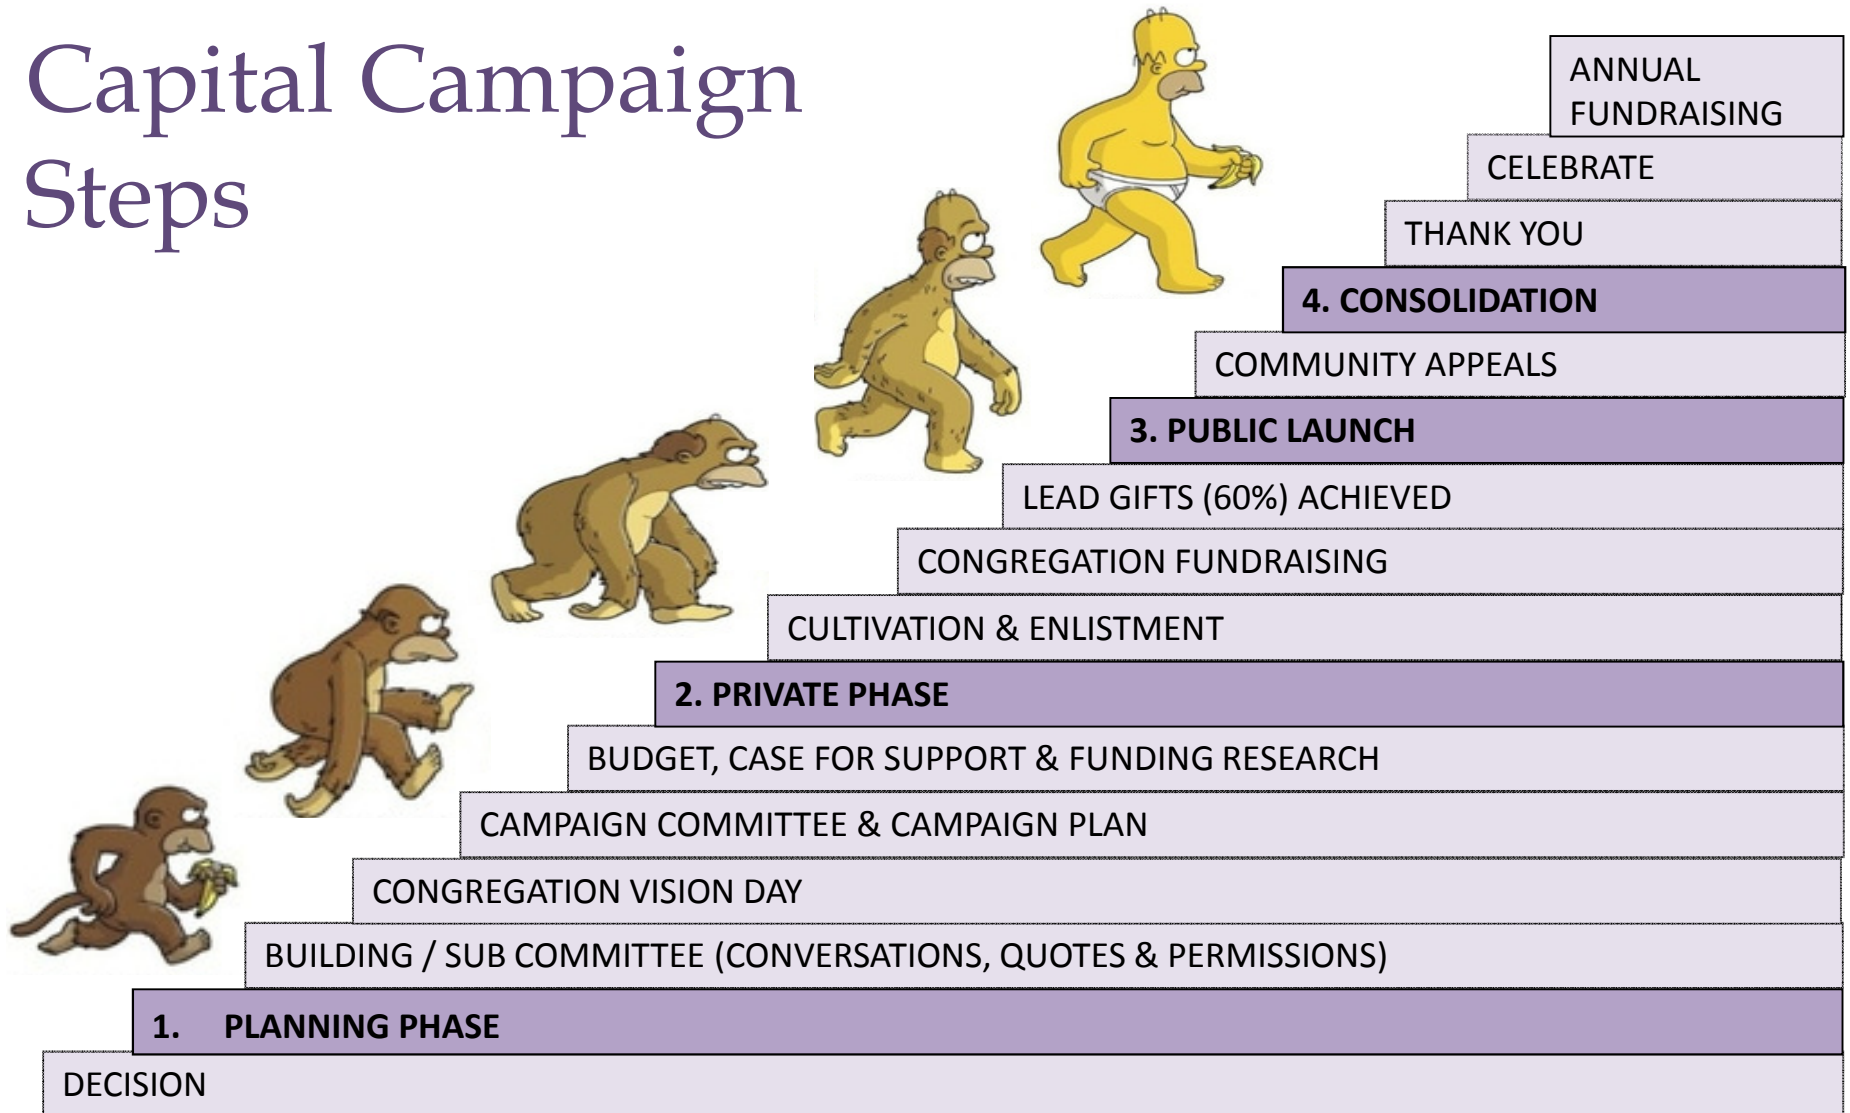 Capital Campaign
Steps
ANNUAL
FUNDRAISING
CELEBRATE
THANK YOU
4. CONSOLIDATION
COMMUNITY APPEALS
3. PUBLIC LAUNCH
LEAD GIFTS (60%) ACHIEVED
CONGREGATION FUNDRAISING
CULTIVATION & ENLISTMENT
2. PRIVATE PHASE
BUDGET, CASE FOR SUPPORT & FUNDING RESEARCH
CAMPAIGN COMMITTEE & CAMPAIGN PLAN
CONGREGATION VISION DAY
BUILDING / SUB COMMITTEE (CONVERSATIONS, QUOTES & PERMISSIONS)
1. PLANNING PHASE
DECISION